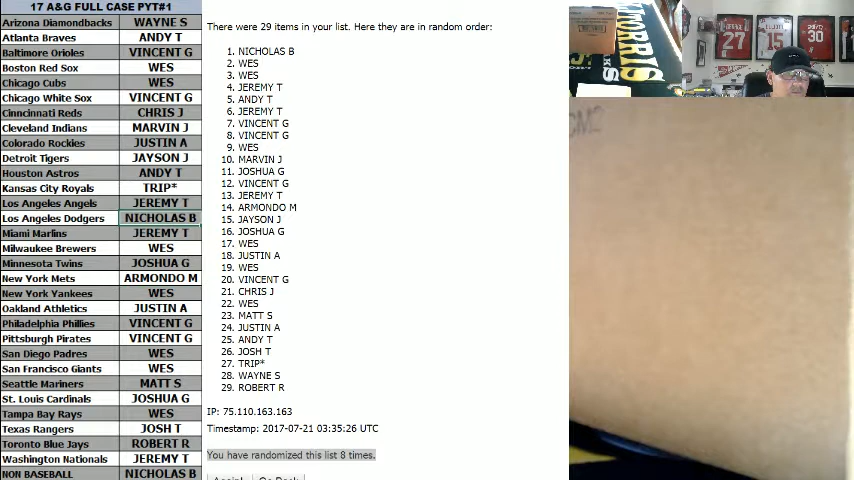 17 A&G FULL CASE PYT#1
Arizona Diamondbacks WAYNE S
Atlanta Braves ANDY T
Baltimore Orioles VINCENT G
Boston Red Sox WES
Chicago Cubs WES
Chicago White Sox VINCENT G
Cinncinnati Reds CHRIS J
Cleveland Indians MARVIN J
Colorado Rockies JUSTIN A
Detroit Tigers JAYSON J
Houston Astros ANDY T
Kansas City Royals TRIP*
Los Angeles Angels JEREMY T
Los Angeles Dodgers NICHOLAS B
Miami Marlins JEREMY T
Milwaukee Brewers WES
Minnesota Twins JOSHUA G
New York Mets ARMONDO M
New York Yankees WES
Oakland Athletics JUSTIN A
Philadelphia Phillies VINCENT G
Pittsburgh Pirates VINCENT G
San Diego Padres WES
San Francisco Giants WES
Seattle Mariners MATT S
St. Louis Cardinals JOSHUA G
Tampa Bay Rays WES
Texas Rangers JOSH T
Toronto Blue Jays ROBERT R
Washington Nationals JEREMY T
NON BASEBALL NICHOLAS B
There were 29 items in your list. Here they are in random order:
1. NICHOLAS B
2. WES
3. WES
4. JEREMY T
5. ANDY T
6. JEREMY T
7. VINCENT G
8. VINCENT G
9. WES
10. MARVIN J
11. JOSHUA G
12. VINCENT G
13. JEREMY T
14. ARMONDO M
15. JAYSON J
16. JOSHUA G
17. WES
18. JUSTIN A
19. WES
20. VINCENT G
21. CHRIS J
22. WES
23. MATT S
24. JUSTIN A
25. ANDY T
26. JOSH T
27. TRIP*
28. WAYNE S
29. ROBERT R
IP: 75.110.163.163
Timestamp: 2017-07-21 03:35:26 UTC
You have randomized this list 8 times.
Again! Go Back
27
15
30